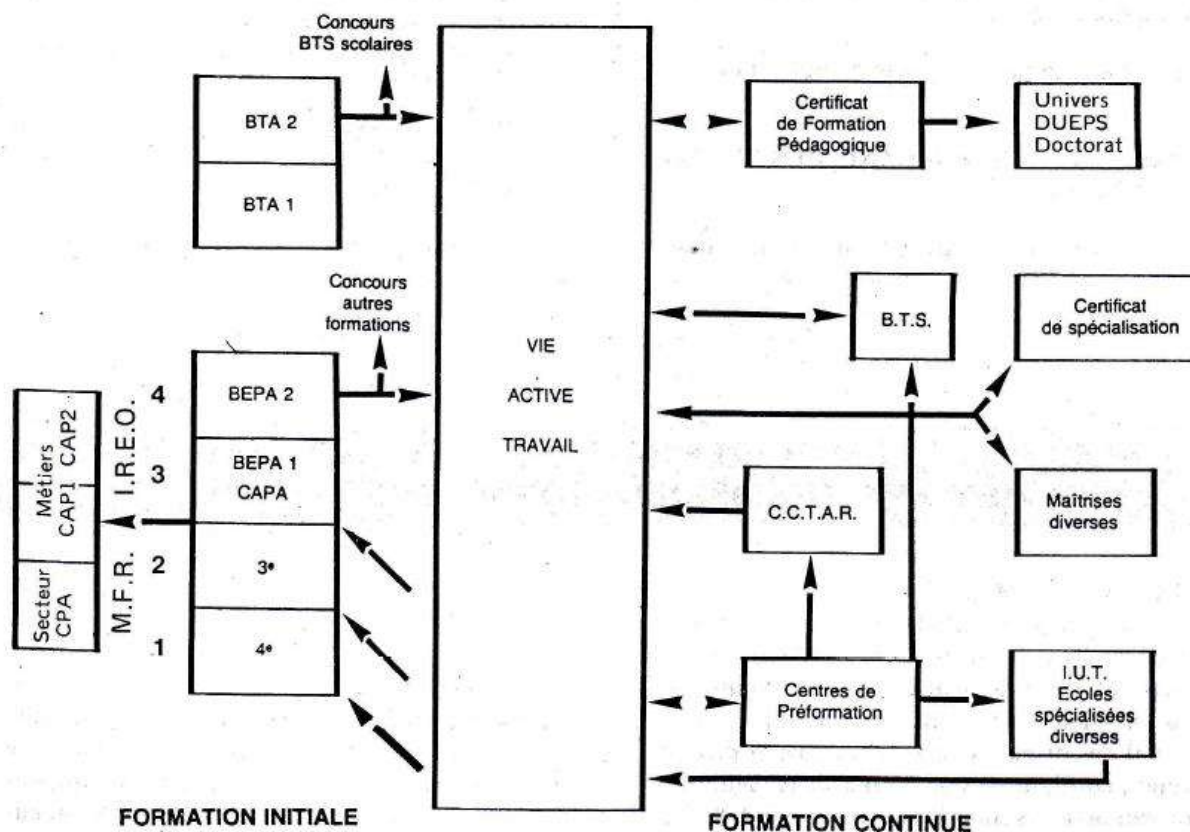 Concours
BTS scolaires
BTA 2
BTA 1
Concours
autres
formations
BEPA 2
BEPA 1
CAPA
3e
4e
4
3
2
1
I.R.E.O.
M.F.R.
Métiers
CAP1 CAP2
Secteur
CPA
VIE
ACTIVE
TRAVAIL
Certificat
de Formation
Pédagogique
Univers
DUEPS
Doctorat
B.T.S.
Certificat
de spécialisation
C.C.T.A.R.
Maîtrises
diverses
Centres de
Préformation
I.U.T.
Ecoles
spécialisées
diverses
FORMATION INITIALE
FORMATION CONTINUE